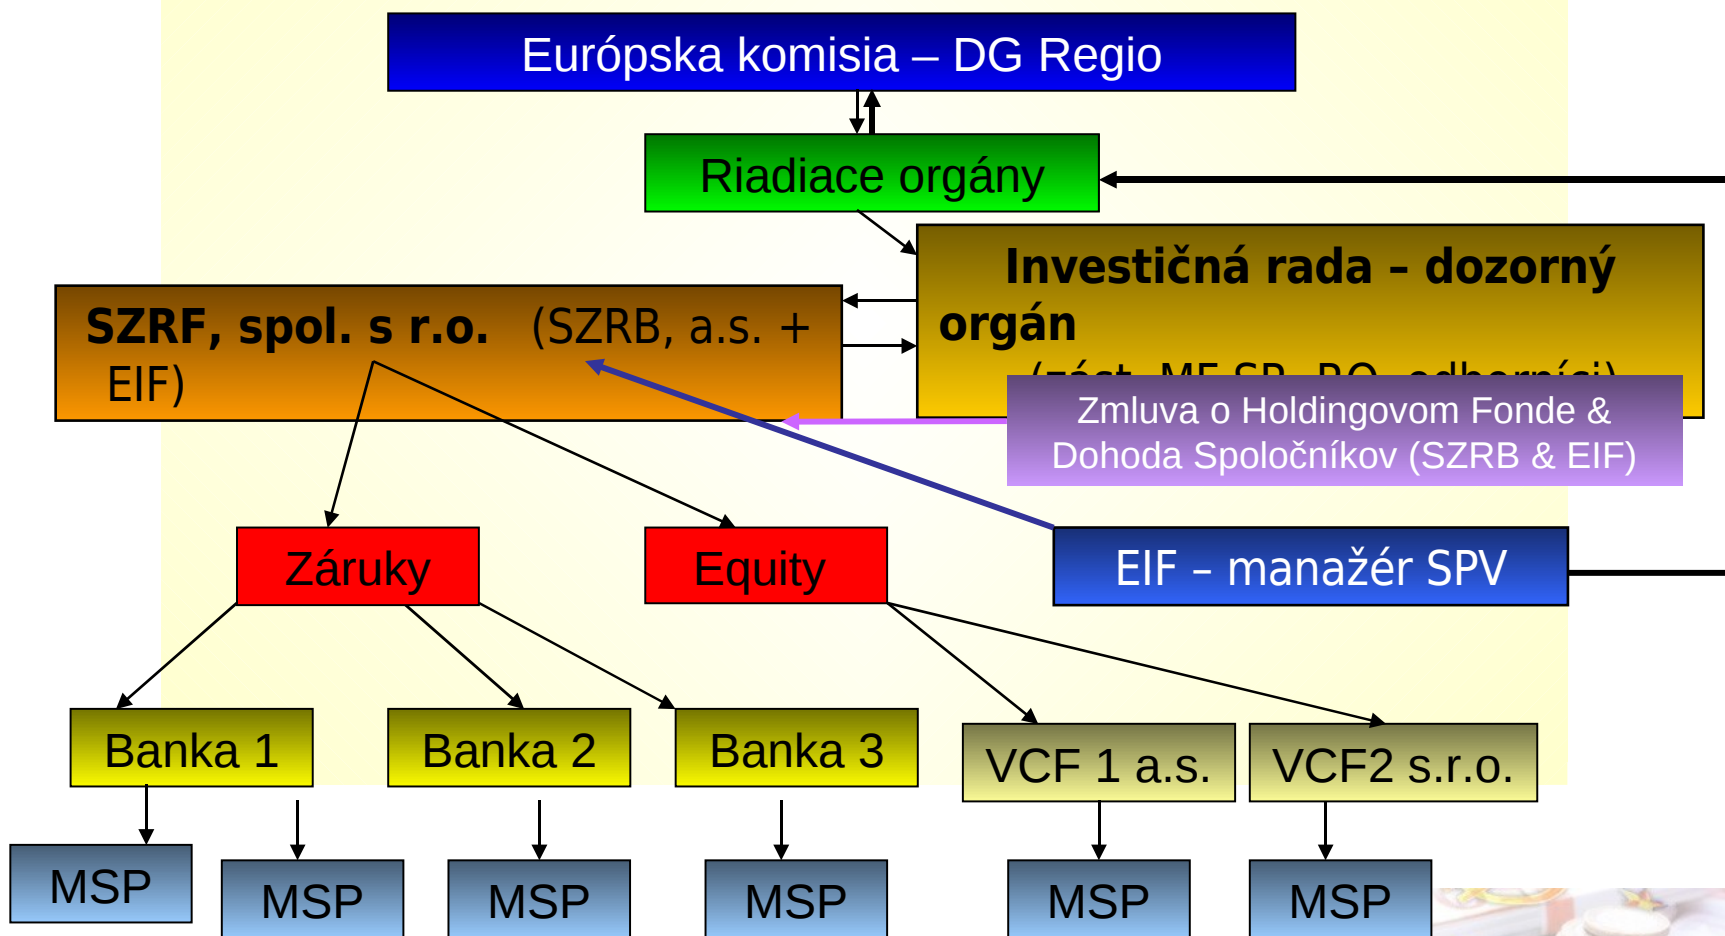 Európska komisia – DG Regio
Riadiace orgány
Investičná rada – dozorný
orgán
SZRF, spol. s r.o. (SZRB, a.s. +
EIF)
Zmluva o Holdingovom Fonde &
Dohoda Spoločníkov (SZRB & EIF)
Záruky
Equity
EIF – manažér SPV
Banka 1
Banka 2
Banka 3
VCF 1 a.s.
VCF2 s.r.o.
MSP
MSP
MSP
MSP
MSP
MSP